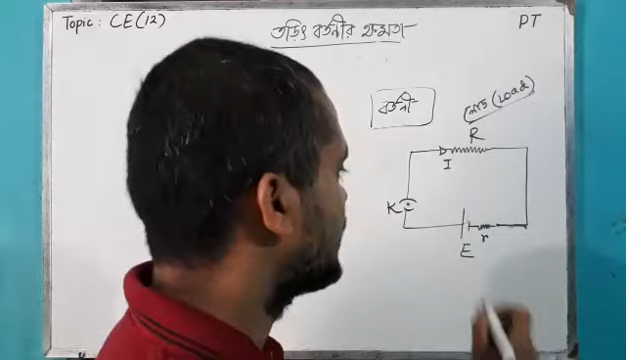 Topic: CE(12)
তড়িৎ বর্তনীর ক্ষমতা
PT
বর্তনী
লোড (Load)
R
I
K
r
E